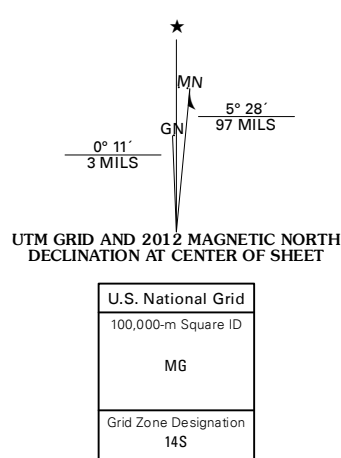 ★
MN
5° 28´
97 MILS
GN
0° 11´
3 MILS
UTM GRID AND 2012 MAGNETIC NORTH
DECLINATION AT CENTER OF SHEET
U.S. National Grid
100,000-m Square ID
MG
Grid Zone Designation
14S